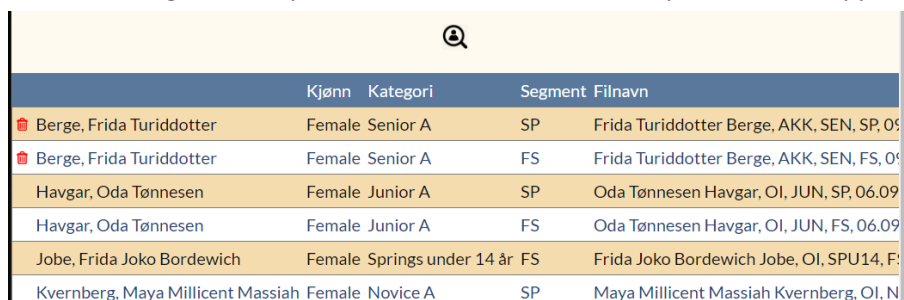 Kjønn Kategori Segment Filnavn
Berge, Frida Turiddotter Female Senior A SP Frida Turiddotter Berge, AKK, SEN, SP,
Berge, Frida Turiddotter Female Senior A FS Frida Turiddotter Berge, AKK, SEN, FS,
Havgar, Oda Tønnesen Female Junior A SP Oda Tønnesen Havgar, OI, JUN, SP, 06.09
Havgar, Oda Tønnesen Female Junior A FS Oda Tønnesen Havgar, OI, JUN, FS, 06.09
Jobe, Frida Joko Bordewich Female Springs under 14 år FS Frida Joko Bordewich Jobe, OI, SPU14,
Kvernberg, Maya Millicent Massiah Female Novice A SP Maya Millicent Massiah Kvernberg, OI,